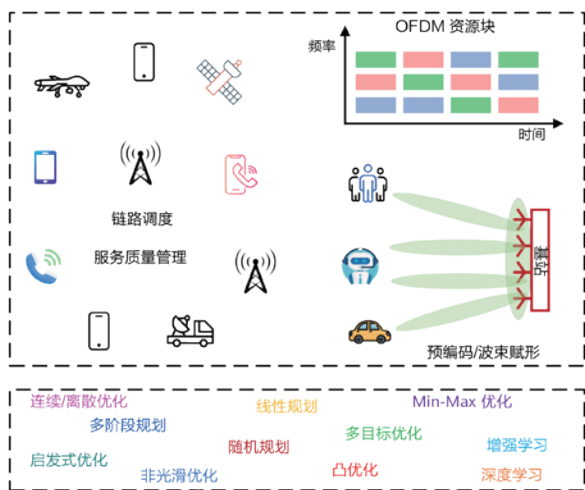 OFDM 资源块
频率
时间
链路调度
服务质量管理
基站
预编码/波束赋形
连续/离散优化
线性规划
Min-Max 优化
多阶段规划
随机规划
多目标优化
增强学习
启发式优化
非光滑优化
凸优化
深度学习